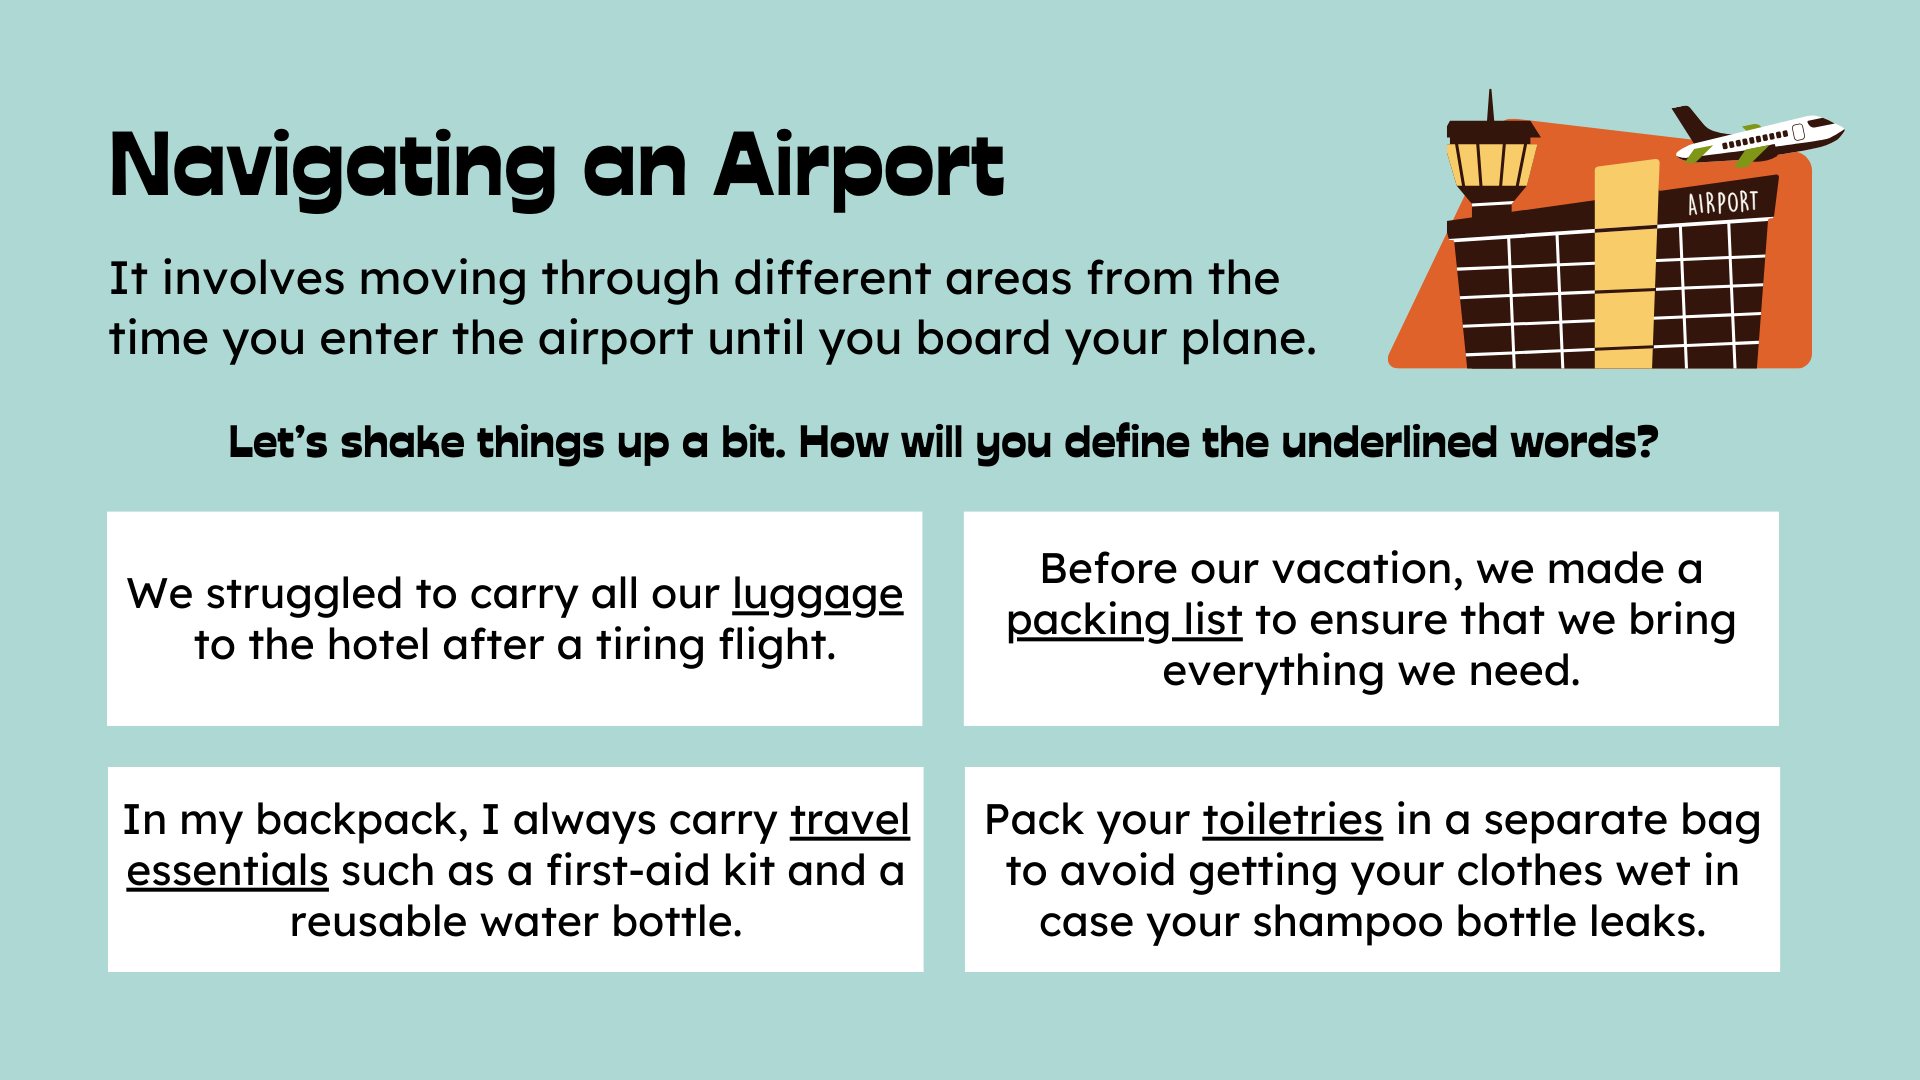 AIRPORT
Navigating an Airport
It involves moving through different areas from the
time you enter the airport until you board your plane.
Let's shake things up a bit. How will you define the underlined words?
We struggled to carry all our luggage
to the hotel after a tiring flight.
Before our vacation, we made a
packing list to ensure that we bring
everything we need.
In my backpack, I always carry travel
essentials such as a first-aid kit and a
reusable water bottle.
Pack your toiletries in a separate bag
to avoid getting your clothes wet in
case your shampoo bottle leaks.